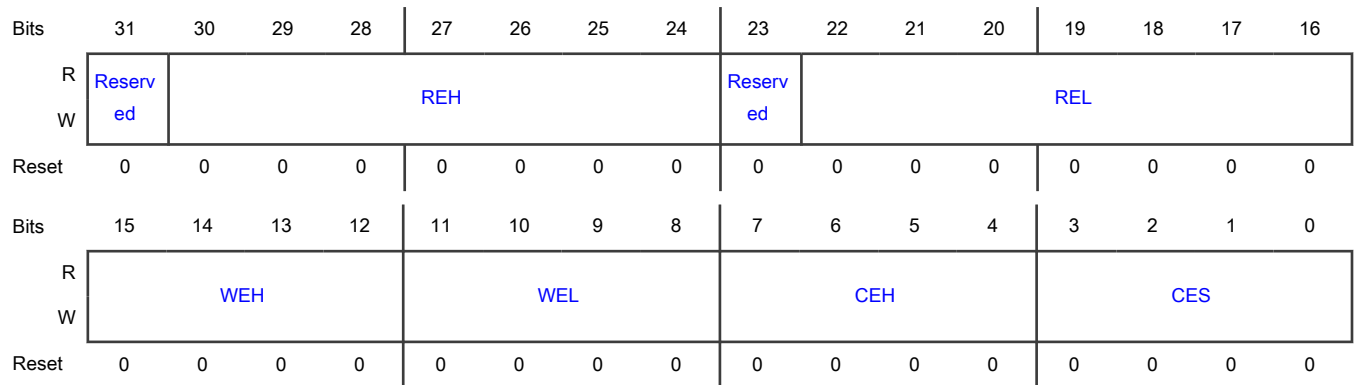 Bits 31 30 29 28 27 26 25 24 23 22 21 20 19 18 17 16
R
Reserv
ed
REH
Reserv
ed
REL
W
Reset 0 0 0 0 0 0 0 0 0 0 0 0 0 0 0 0
Bits 15 14 13 12 11 10 9 8 7 6 5 4 3 2 1 0
R
WEH WEL CEH CES
W
Reset 0 0 0 0 0 0 0 0 0 0 0 0 0 0 0 0